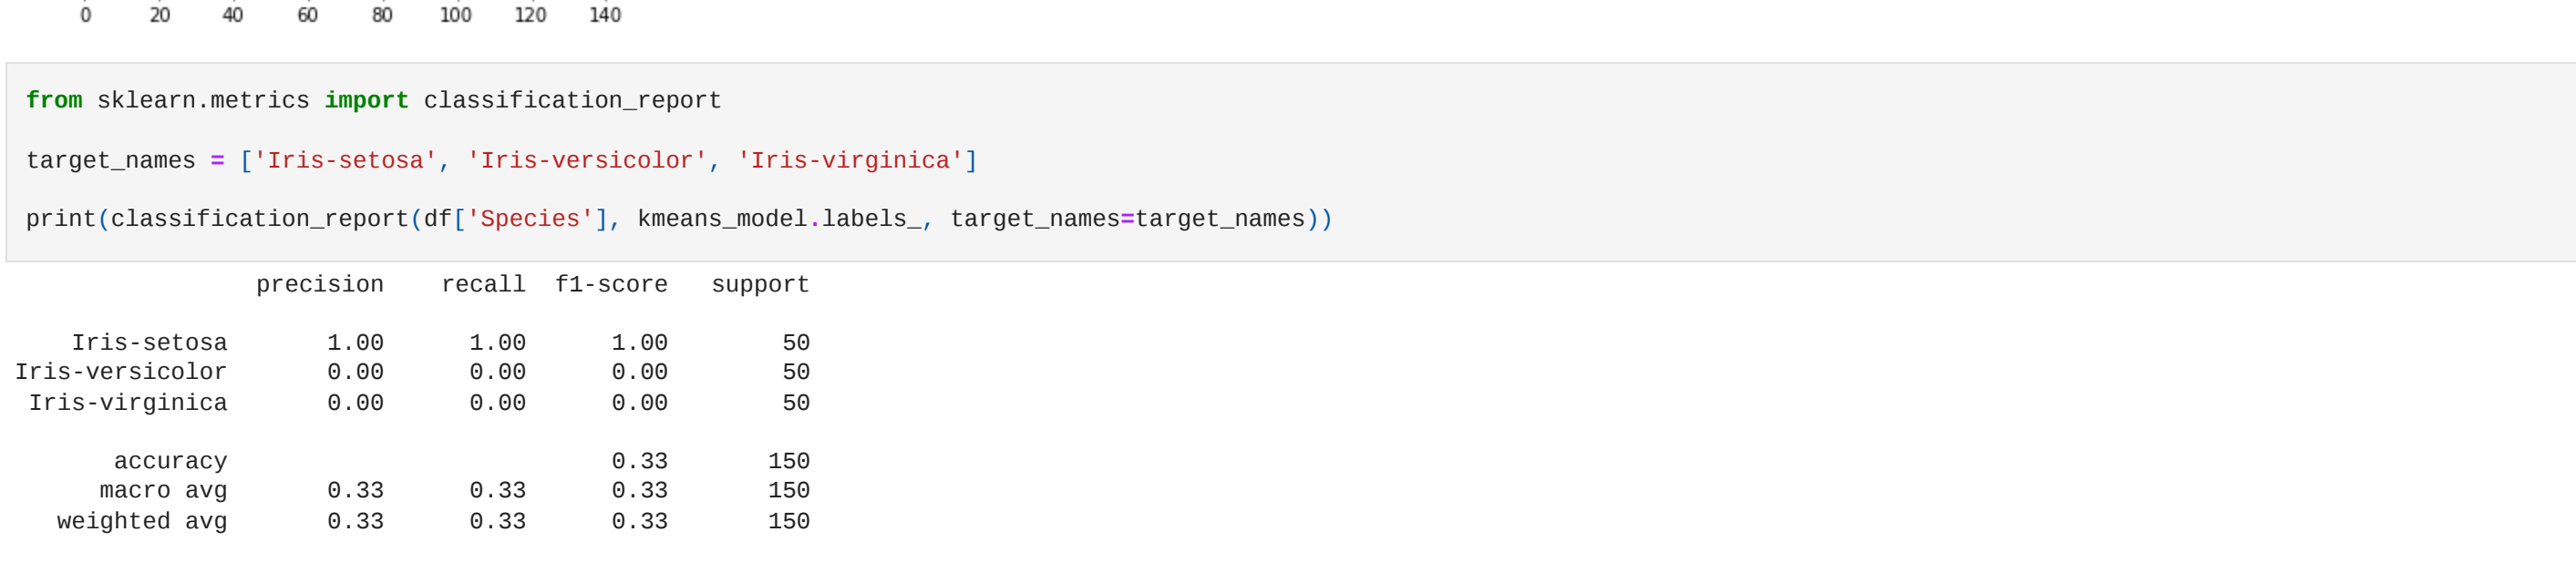 0 20 40 60 80 100 120 140
from sklearn.metrics import classification_report
target_names = ['Iris-setosa', 'Iris-versicolor', 'Iris-virginica']
print(classification_report(df['Species'], kmeans_model.labels_, target_names=target_names))
precision recall f1-score support
Iris-setosa 1.00 1.00 1.00 50
Iris-versicolor 0.00 0.00 0.00 50
Iris-virginica 0.00 0.00 0.00 50
accuracy 0.33 150
macro avg 0.33 0.33 0.33 150
weighted avg 0.33 0.33 0.33 150